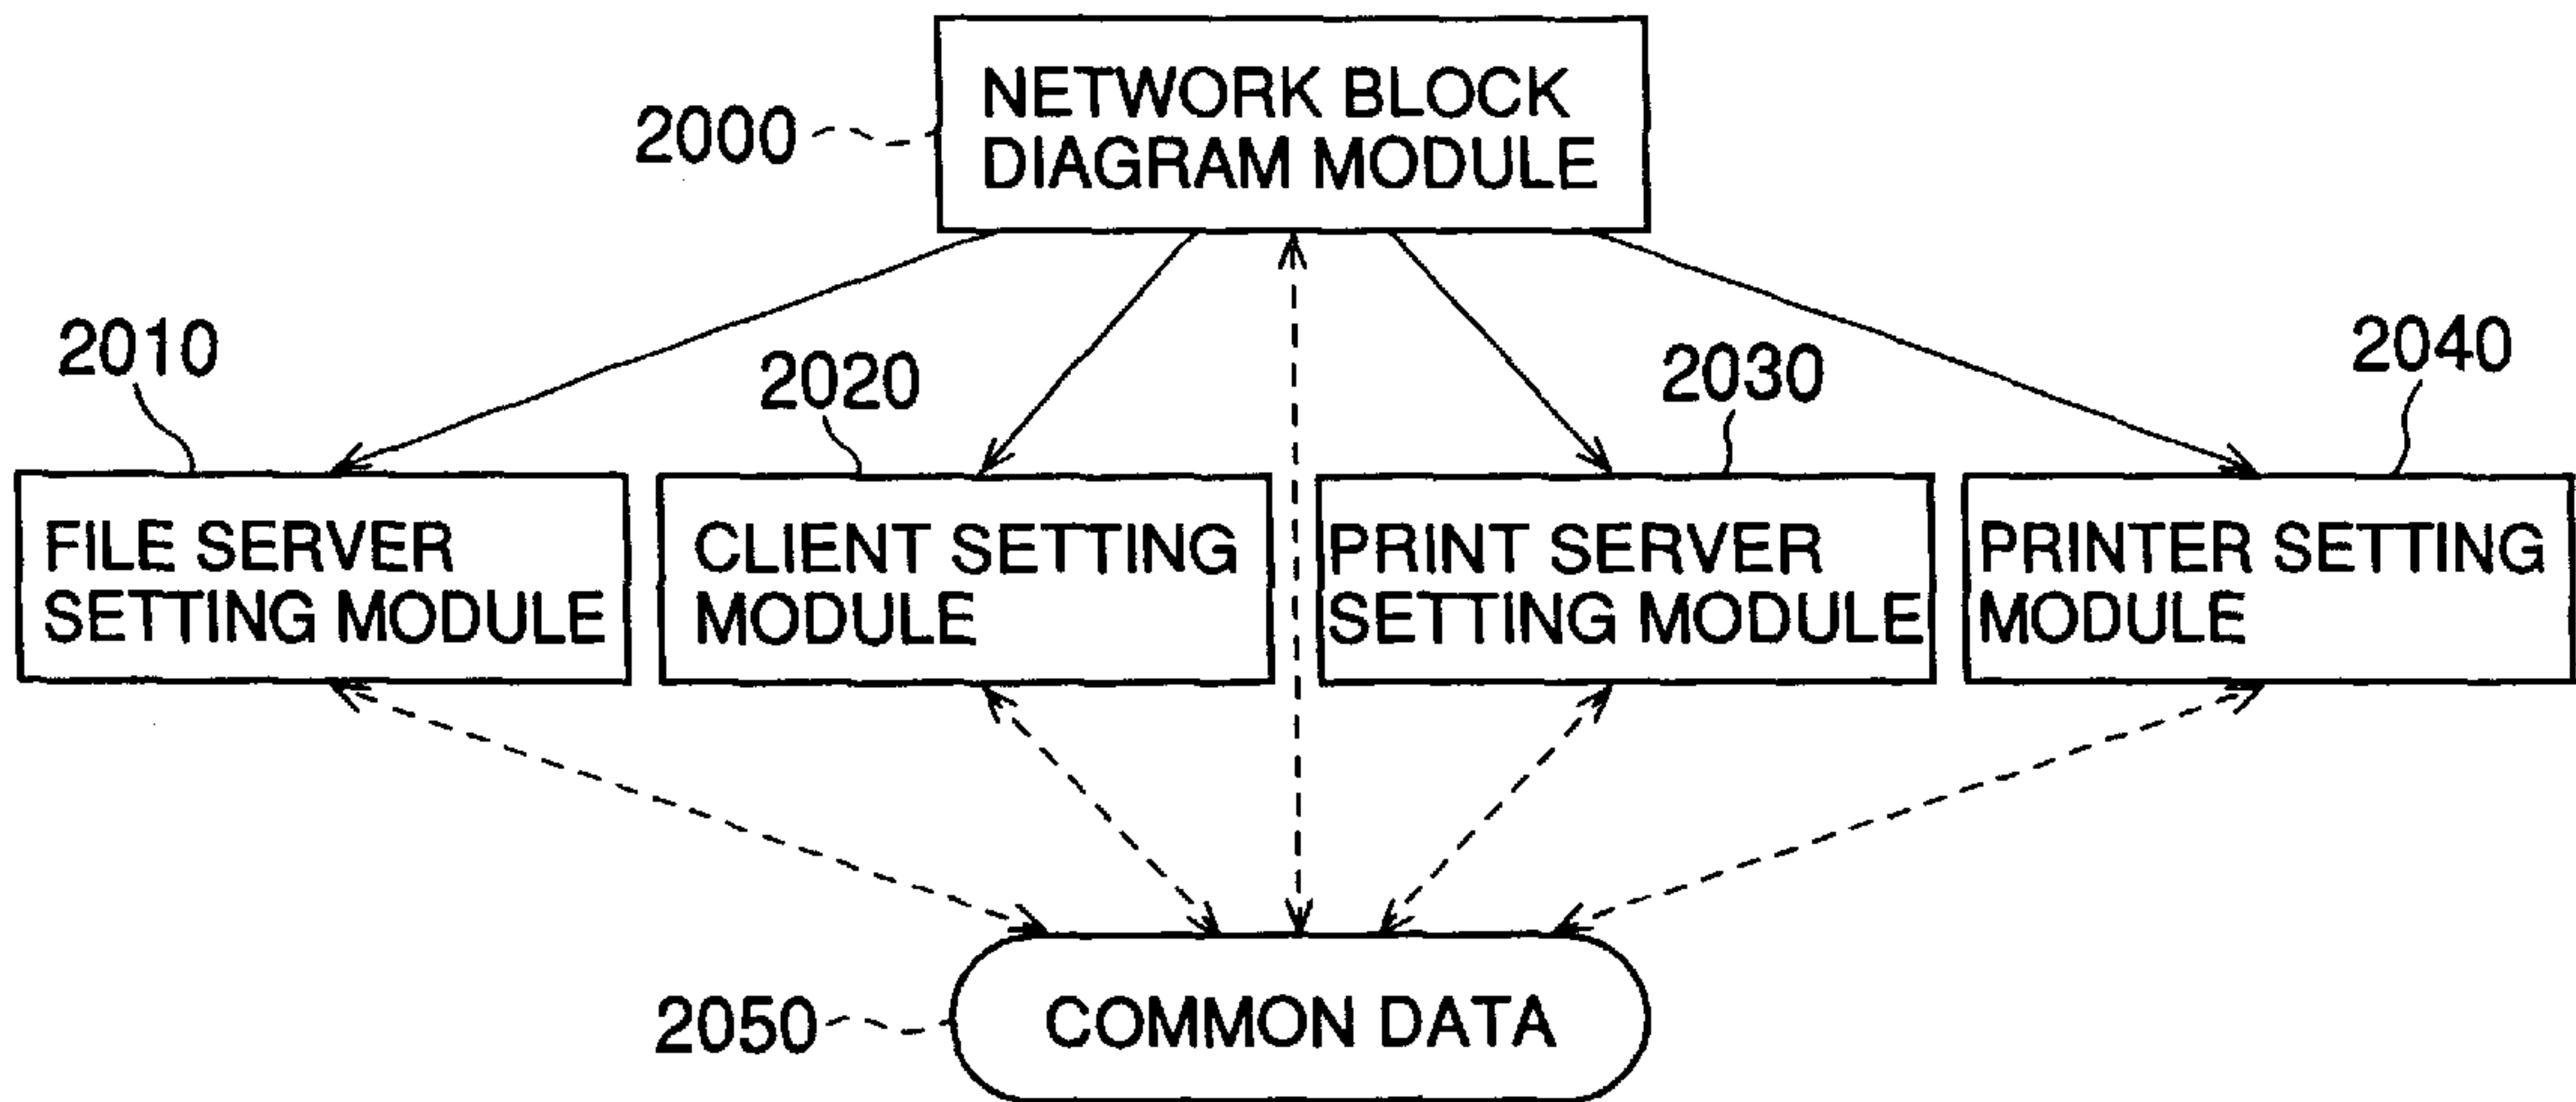 NETWORK BLOCK
DIAGRAM MODULE
2000
2010
2020
2030
2040
FILE SERVER
SETTING MODULE
CLIENT SETTING
MODULE
PRINT SERVER
SETTING MODULE
PRINTER SETTING
MODULE
2050
COMMON DATA